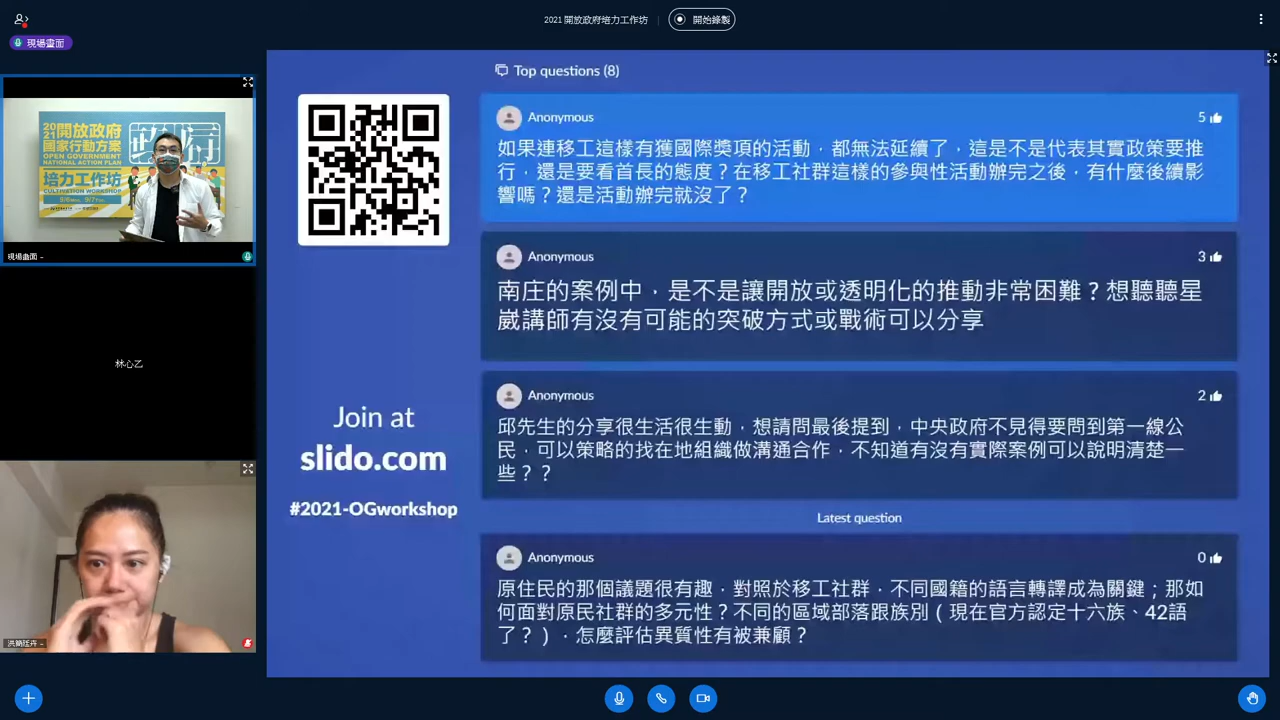 2021 開放政府培力工作坊
開始錄製
現場畫面
2021開放政府
國家行動方案
OPEN GOVERNMENT
NATIONAL ACTION PLAN
培力工作坊
CULTIVATION WORKSHOP
現場畫面
林心乙
Join at
slido.com
#2021-OGworkshop
Top questions (8)
Anonymous
5
如果連移工這樣有獲國際獎項的活動，都無法延續了，這是不是代表其實政策要推
行，還是要看首長的態度？在移工社群這樣的參與性活動辦完之後，有什麼後續影
響嗎？還是活動辦完就沒了？
Anonymous
3
南庄的案例中，是不是讓開放或透明化的推動非常困難？想聽聽星
崴講師有沒有可能的突破方式或戰術可以分享
Anonymous
2
邱先生的分享很生活很生動，想請問最後提到，中央政府不見得要問到第一線公
民，可以策略的找在地組織做溝通合作，不知道有沒有實際案例可以說明清楚一
些？？
Latest question
Anonymous
0
原住民的那個議題很有趣，對照於移工社群，不同國籍的語言轉譯成為關鍵；那如
何面對原民社群的多元性？不同的區域部落跟族別（現在官方認定十六族、42語
了？），怎麼評估異質性有被兼顧？